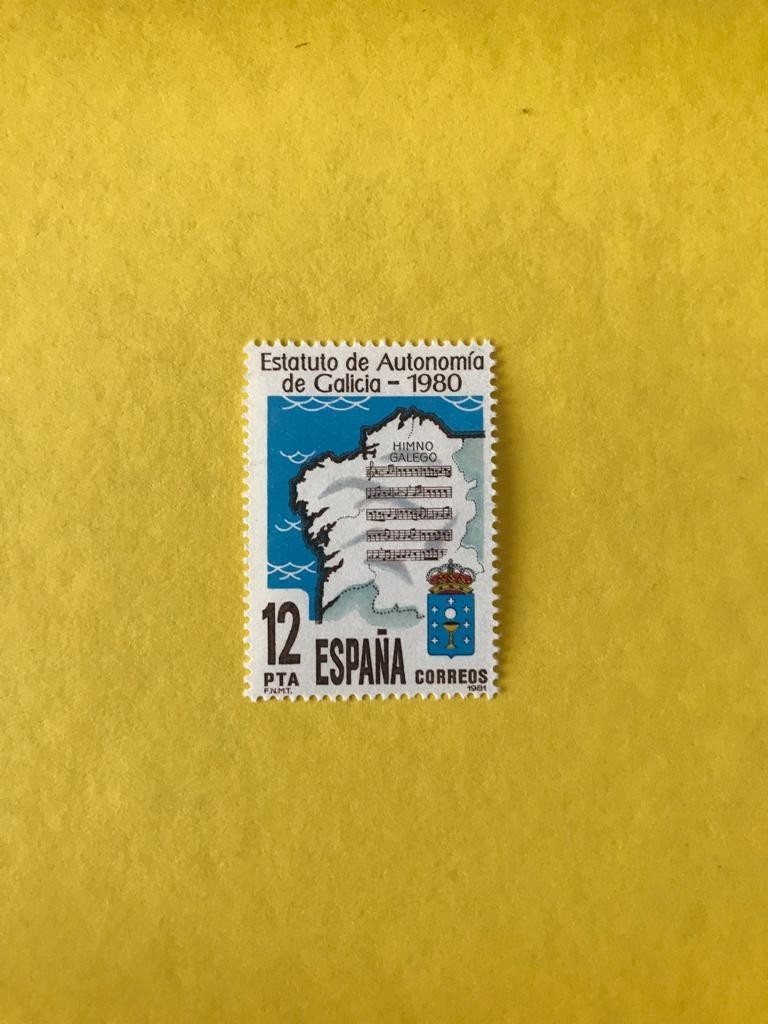 Estatuto de Autonomía
de Galicia - 1980
HIMNO
GALEGO
12
PTA
F.N.M.T.
ESPAÑA
CORREOS
1981